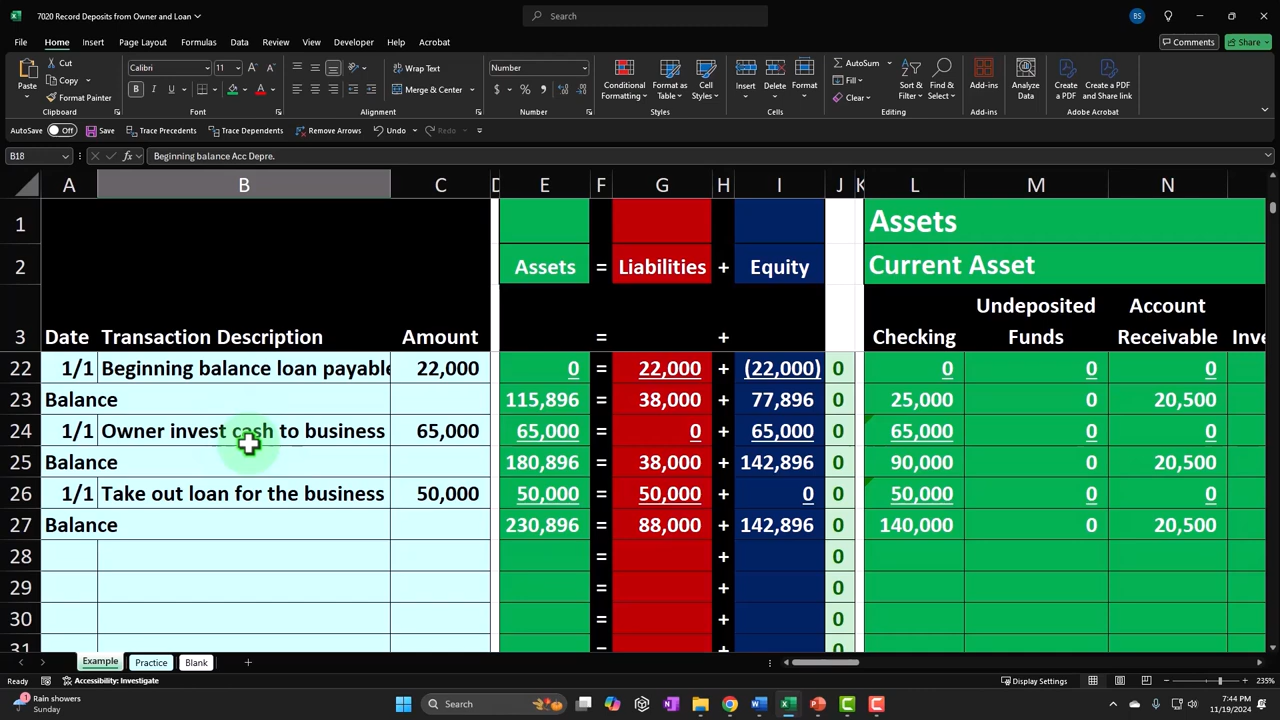 7020 Record Deposits from Owner and Loan
Search
BS
File Home Insert Draw Page Layout Formulas Data Review View Developer Help Acrobat
Comments Share
Paste
Cut
Copy
Format Painter
Clipboard
Calibri 11
B I U
Font
Wrap Text
Merge & Center
Alignment
Number
$ % ,
Number
Conditional Formatting
Format as Table
Cell Styles
Styles
Insert Delete Format
Cells
AutoSum
Fill
Clear
Sort & Filter
Find & Select
Editing
Add-ins
Add-ins
Analyze Data
Create a PDF
Create a PDF and Share link
Adobe Acrobat
AutoSave Off Save Trace Precedents Trace Dependents Remove Arrows Undo Redo
B18 fx Beginning balance Acc Depre.
A B C D E F G H I J K L M N
1 Assets
2 Assets = Liabilities + Equity Current Asset
3 Date Transaction Description Amount = + Checking Undeposited Funds Account Receivable Inve
22 1/1 Beginning balance loan payable 22,000 0 = 22,000 + (22,000) 0 0 0 0
23 Balance 115,896 = 38,000 + 77,896 0 25,000 0 20,500
24 1/1 Owner invest cash to business 65,000 65,000 = 0 + 65,000 0 65,000 0 0
25 Balance 180,896 = 38,000 + 142,896 0 90,000 0 20,500
26 1/1 Take out loan for the business 50,000 50,000 = 50,000 + 0 0 50,000 0 0
27 Balance 230,896 = 88,000 + 142,896 0 140,000 0 20,500
28 = + 0
29 = + 0
30 = + 0
31 = + 0
Example Practice Blank
Ready Accessibility: Investigate Display Settings 235%
1 Rain showers
Sunday
Search
7:44 PM
11/19/2024